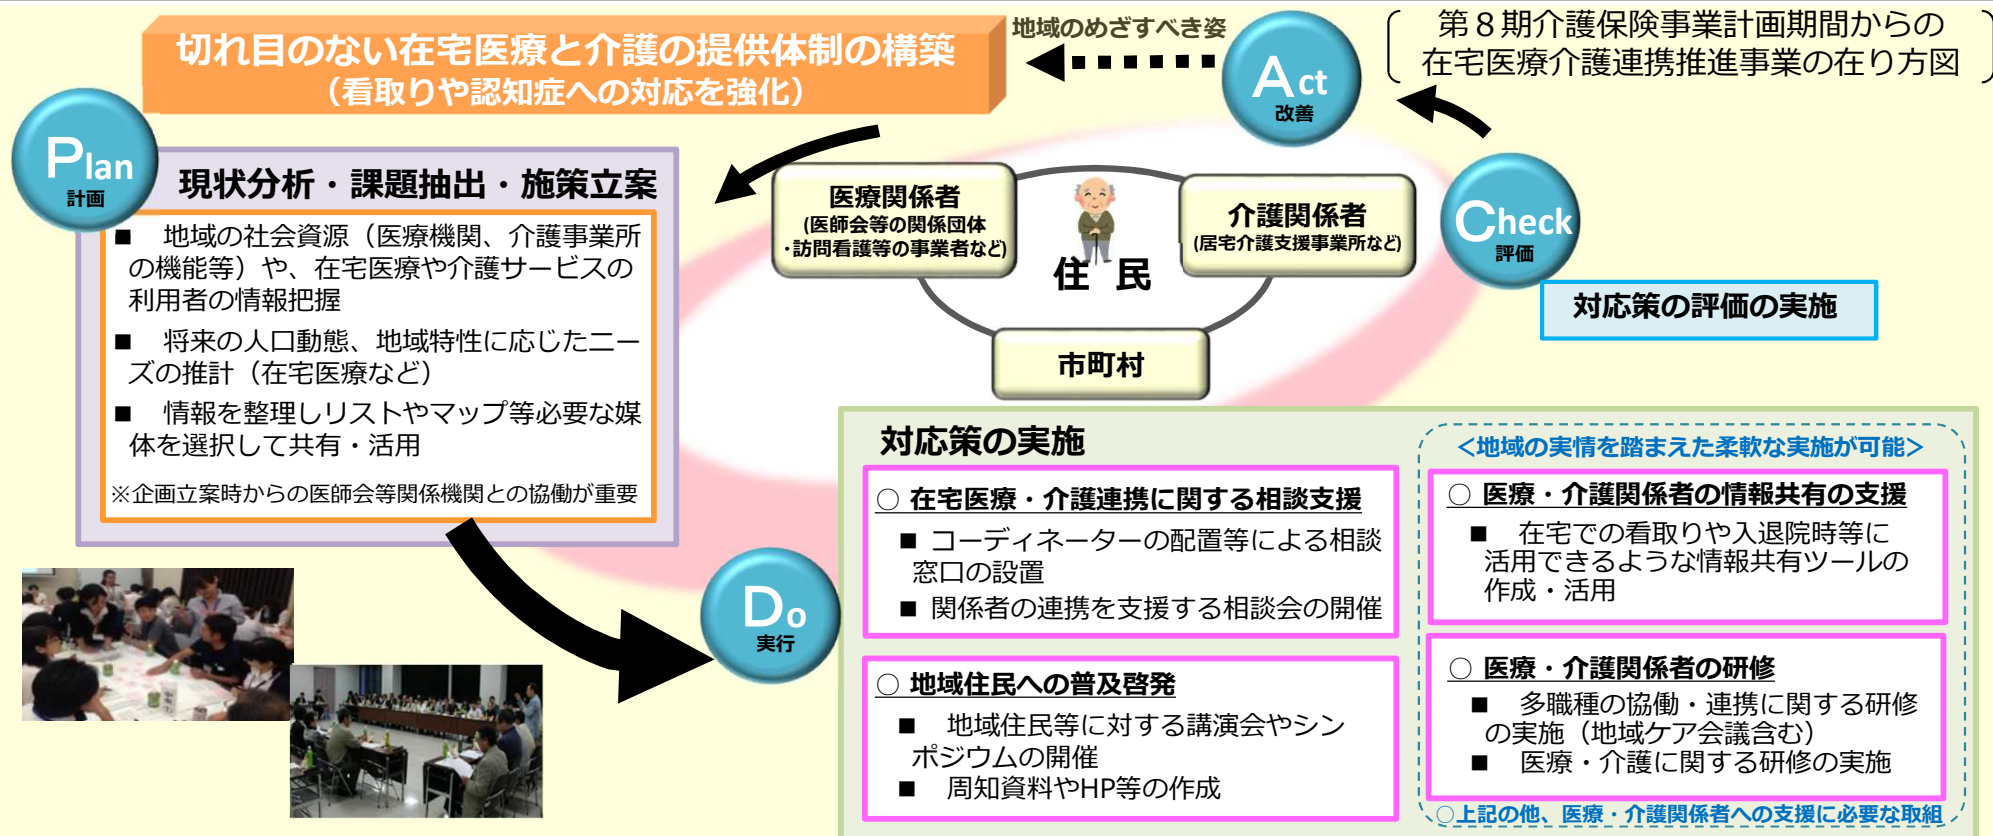 第８期介護保険事業計画期間からの
在宅医療介護連携推進事業の在り方図
切れ目のない在宅医療と介護の提供体制の構築
（看取りや認知症への対応を強化）
地域のめざすべき姿
Act
改善
Plan
計画
現状分析・課題抽出・施策立案
■ 地域の社会資源（医療機関、介護事業所
の機能等）や、在宅医療や介護サービスの
利用者の情報把握
■ 将来の人口動態、地域特性に応じたニー
ズの推計（在宅医療など）
■ 情報を整理しリストやマップ等必要な媒
体を選択して共有・活用
※企画立案時からの医師会等関係機関との協働が重要
医療関係者
(医師会等の関係団体
・訪問看護等の事業者など)
住 民
介護関係者
(居宅介護支援事業所など)
市町村
Check
評価
対応策の評価の実施
Do
実行
対応策の実施
○ 在宅医療・介護連携に関する相談支援
■ コーディネーターの配置等による相談
窓口の設置
■ 関係者の連携を支援する相談会の開催
○ 地域住民への普及啓発
■ 地域住民等に対する講演会やシン
ポジウムの開催
■ 周知資料やHP等の作成
＜地域の実情を踏まえた柔軟な実施が可能＞
○ 医療・介護関係者の情報共有の支援
■ 在宅での看取りや入退院時等に
活用できるような情報共有ツールの
作成・活用
○ 医療・介護関係者の研修
■ 多職種の協働・連携に関する研修
の実施（地域ケア会議含む）
■ 医療・介護に関する研修の実施
○上記の他、医療・介護関係者への支援に必要な取組